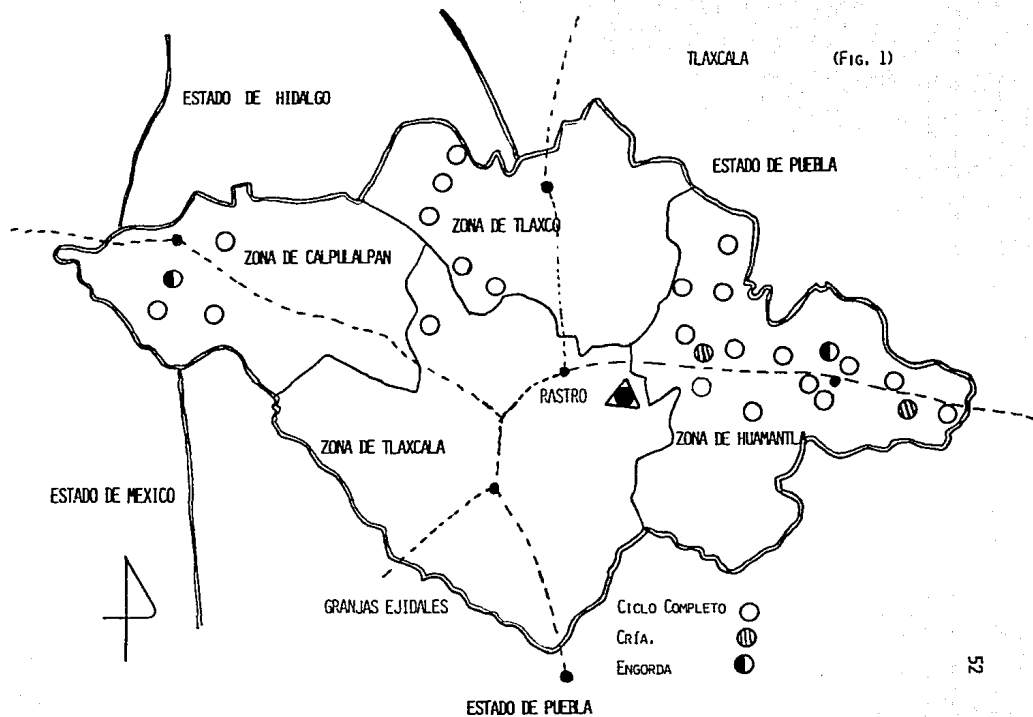 TLAXCALA (FIG. 1)
ESTADO DE HIDALGO
ESTADO DE PUEBLA
ZONA DE TLAXCO
ZONA DE CALPULALPAN
RASTRO
ZONA DE TLAXCALA
ZONA DE HUAMANTLA
ESTADO DE MEXICO
GRANJAS EJIDALES
CICLO COMPLETO
CRÍA.
ENGORDA
52
ESTADO DE PUEBLA